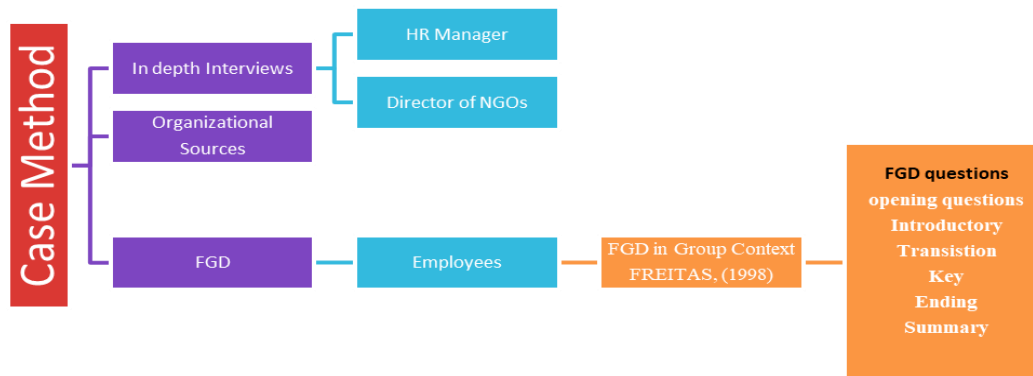 Case Method
In depth Interviews
HR Manager
Director of NGOs
Organizational
Sources
FGD
Employees
FGD in Group Context
FREITAS, (1998)
FGD questions
opening questions
Introductory
Transistion
Key
Ending
Summary